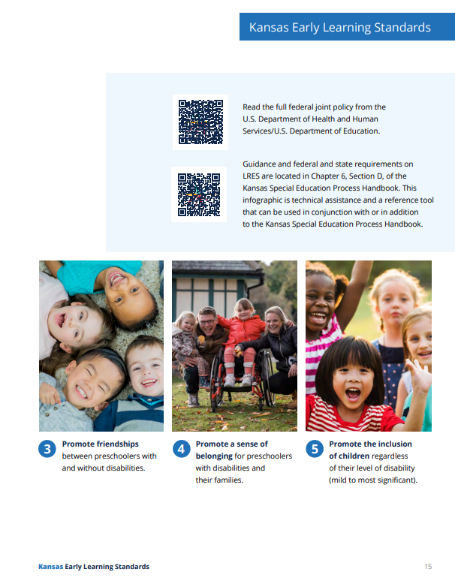 Kansas Early Learning Standards
Read the full federal joint policy from the
U.S. Department of Health and Human
Services/U.S. Department of Education.
Guidance and federal and state requirements on
LRES are located in Chapter 6, Section D, of the
Kansas Special Education Process Handbook. This
infographic is technical assistance and a reference tool
that can be used in conjunction with or in addition
to the Kansas Special Education Process Handbook.
3
Promote friendships
between preschoolers with
and without disabilities.
4
Promote a sense of
belonging for preschoolers
with disabilities and
their families.
5
Promote the inclusion
of children regardless
of their level of disability
(mild to most significant).
Kansas Early Learning Standards
15